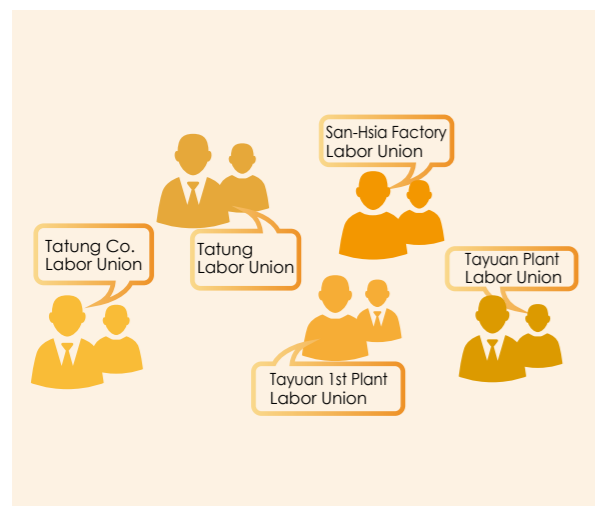 San-Hsia Factory
Labor Union
Tatung Co.
Labor Union
Tatung
Labor Union
Tayuan Plant
Labor Union
Tayuan 1st Plant
Labor Union